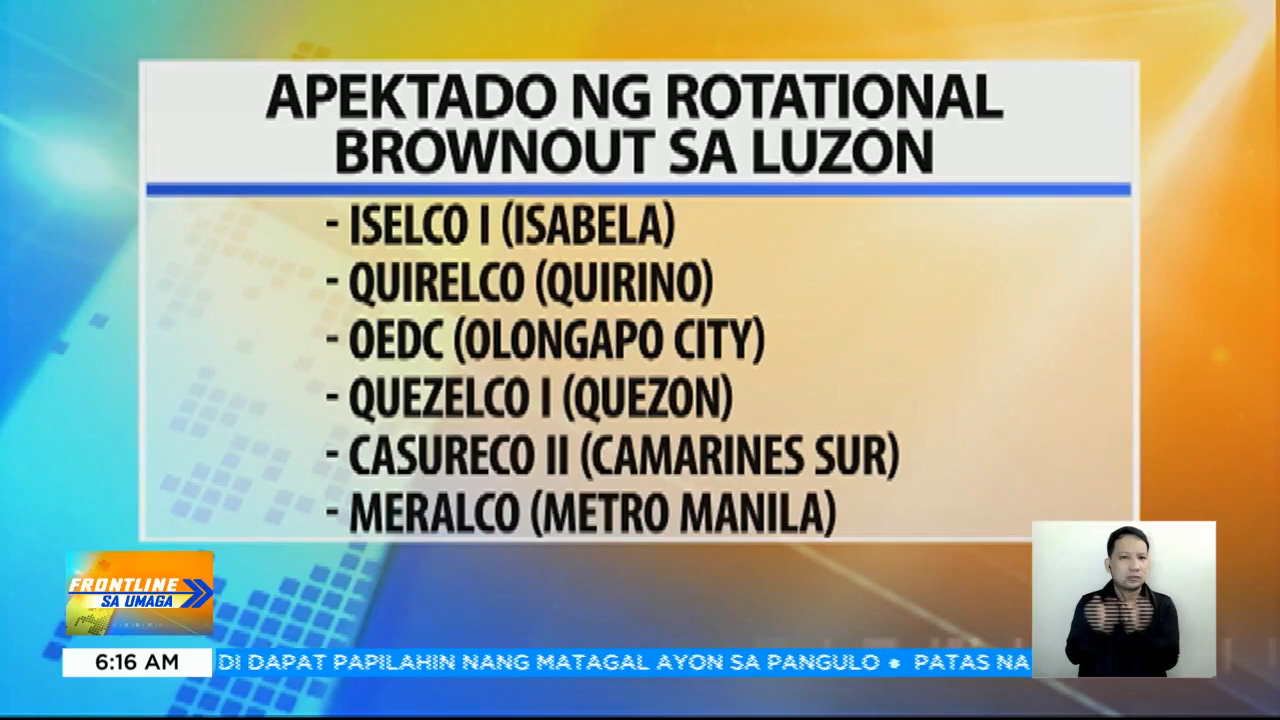 APEKTADO NG ROTATIONAL
BROWNOUT SA LUZON
- ISELCO I (ISABELA)
- QUIRELCO (QUIRINO)
- OEDC (OLONGAPO CITY)
- QUEZELCO I (QUEZON)
- CASURECO II (CAMARINES SUR)
- MERALCO (METRO MANILA)
FRONTLINE
SA UMAGA
6:16 AM
DI DAPAT PAPILAHIN NANG MATAGAL AYON SA PANGULO • PATAS NA